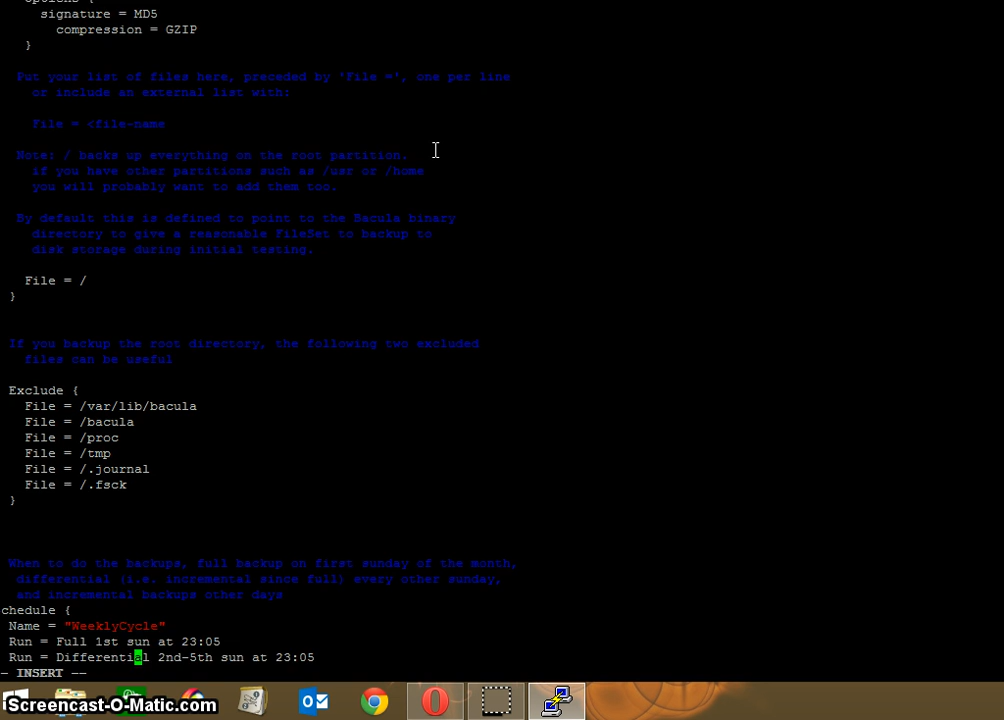 options {
signature = MD5
compression = GZIP
}
Put your list of files here, preceded by 'File =', one per line
or include an external list with:
File = <file-name
Note: / backs up everything on the root partition.
if you have other partitions such as /usr or /home
you will probably want to add them too.
By default this is defined to point to the Bacula binary
directory to give a reasonable FileSet to backup to
disk storage during initial testing.
File = /
}
If you backup the root directory, the following two excluded
files can be useful
Exclude {
File = /var/lib/bacula
File = /bacula
File = /proc
File = /tmp
File = /.journal
File = /.fsck
}
When to do the backups, full backup on first sunday of the month,
differential (i.e. incremental since full) every other sunday,
and incremental backups other days
chedule {
Name = "WeeklyCycle"
Run = Full 1st sun at 23:05
Run = Differential 2nd-5th sun at 23:05
- INSERT --
Screencast-O-Matic.com